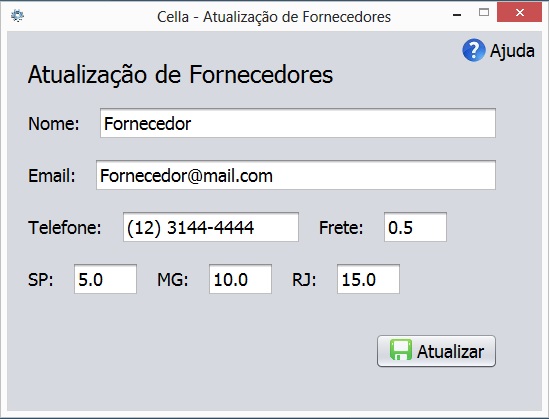 Cella - Atualização de Fornecedores
Ajuda
Atualização de Fornecedores
Nome: Fornecedor
Email: Fornecedor@mail.com
Telefone: (12) 3144-4444 Frete: 0.5
SP: 5.0 MG: 10.0 RJ: 15.0
Atualizar